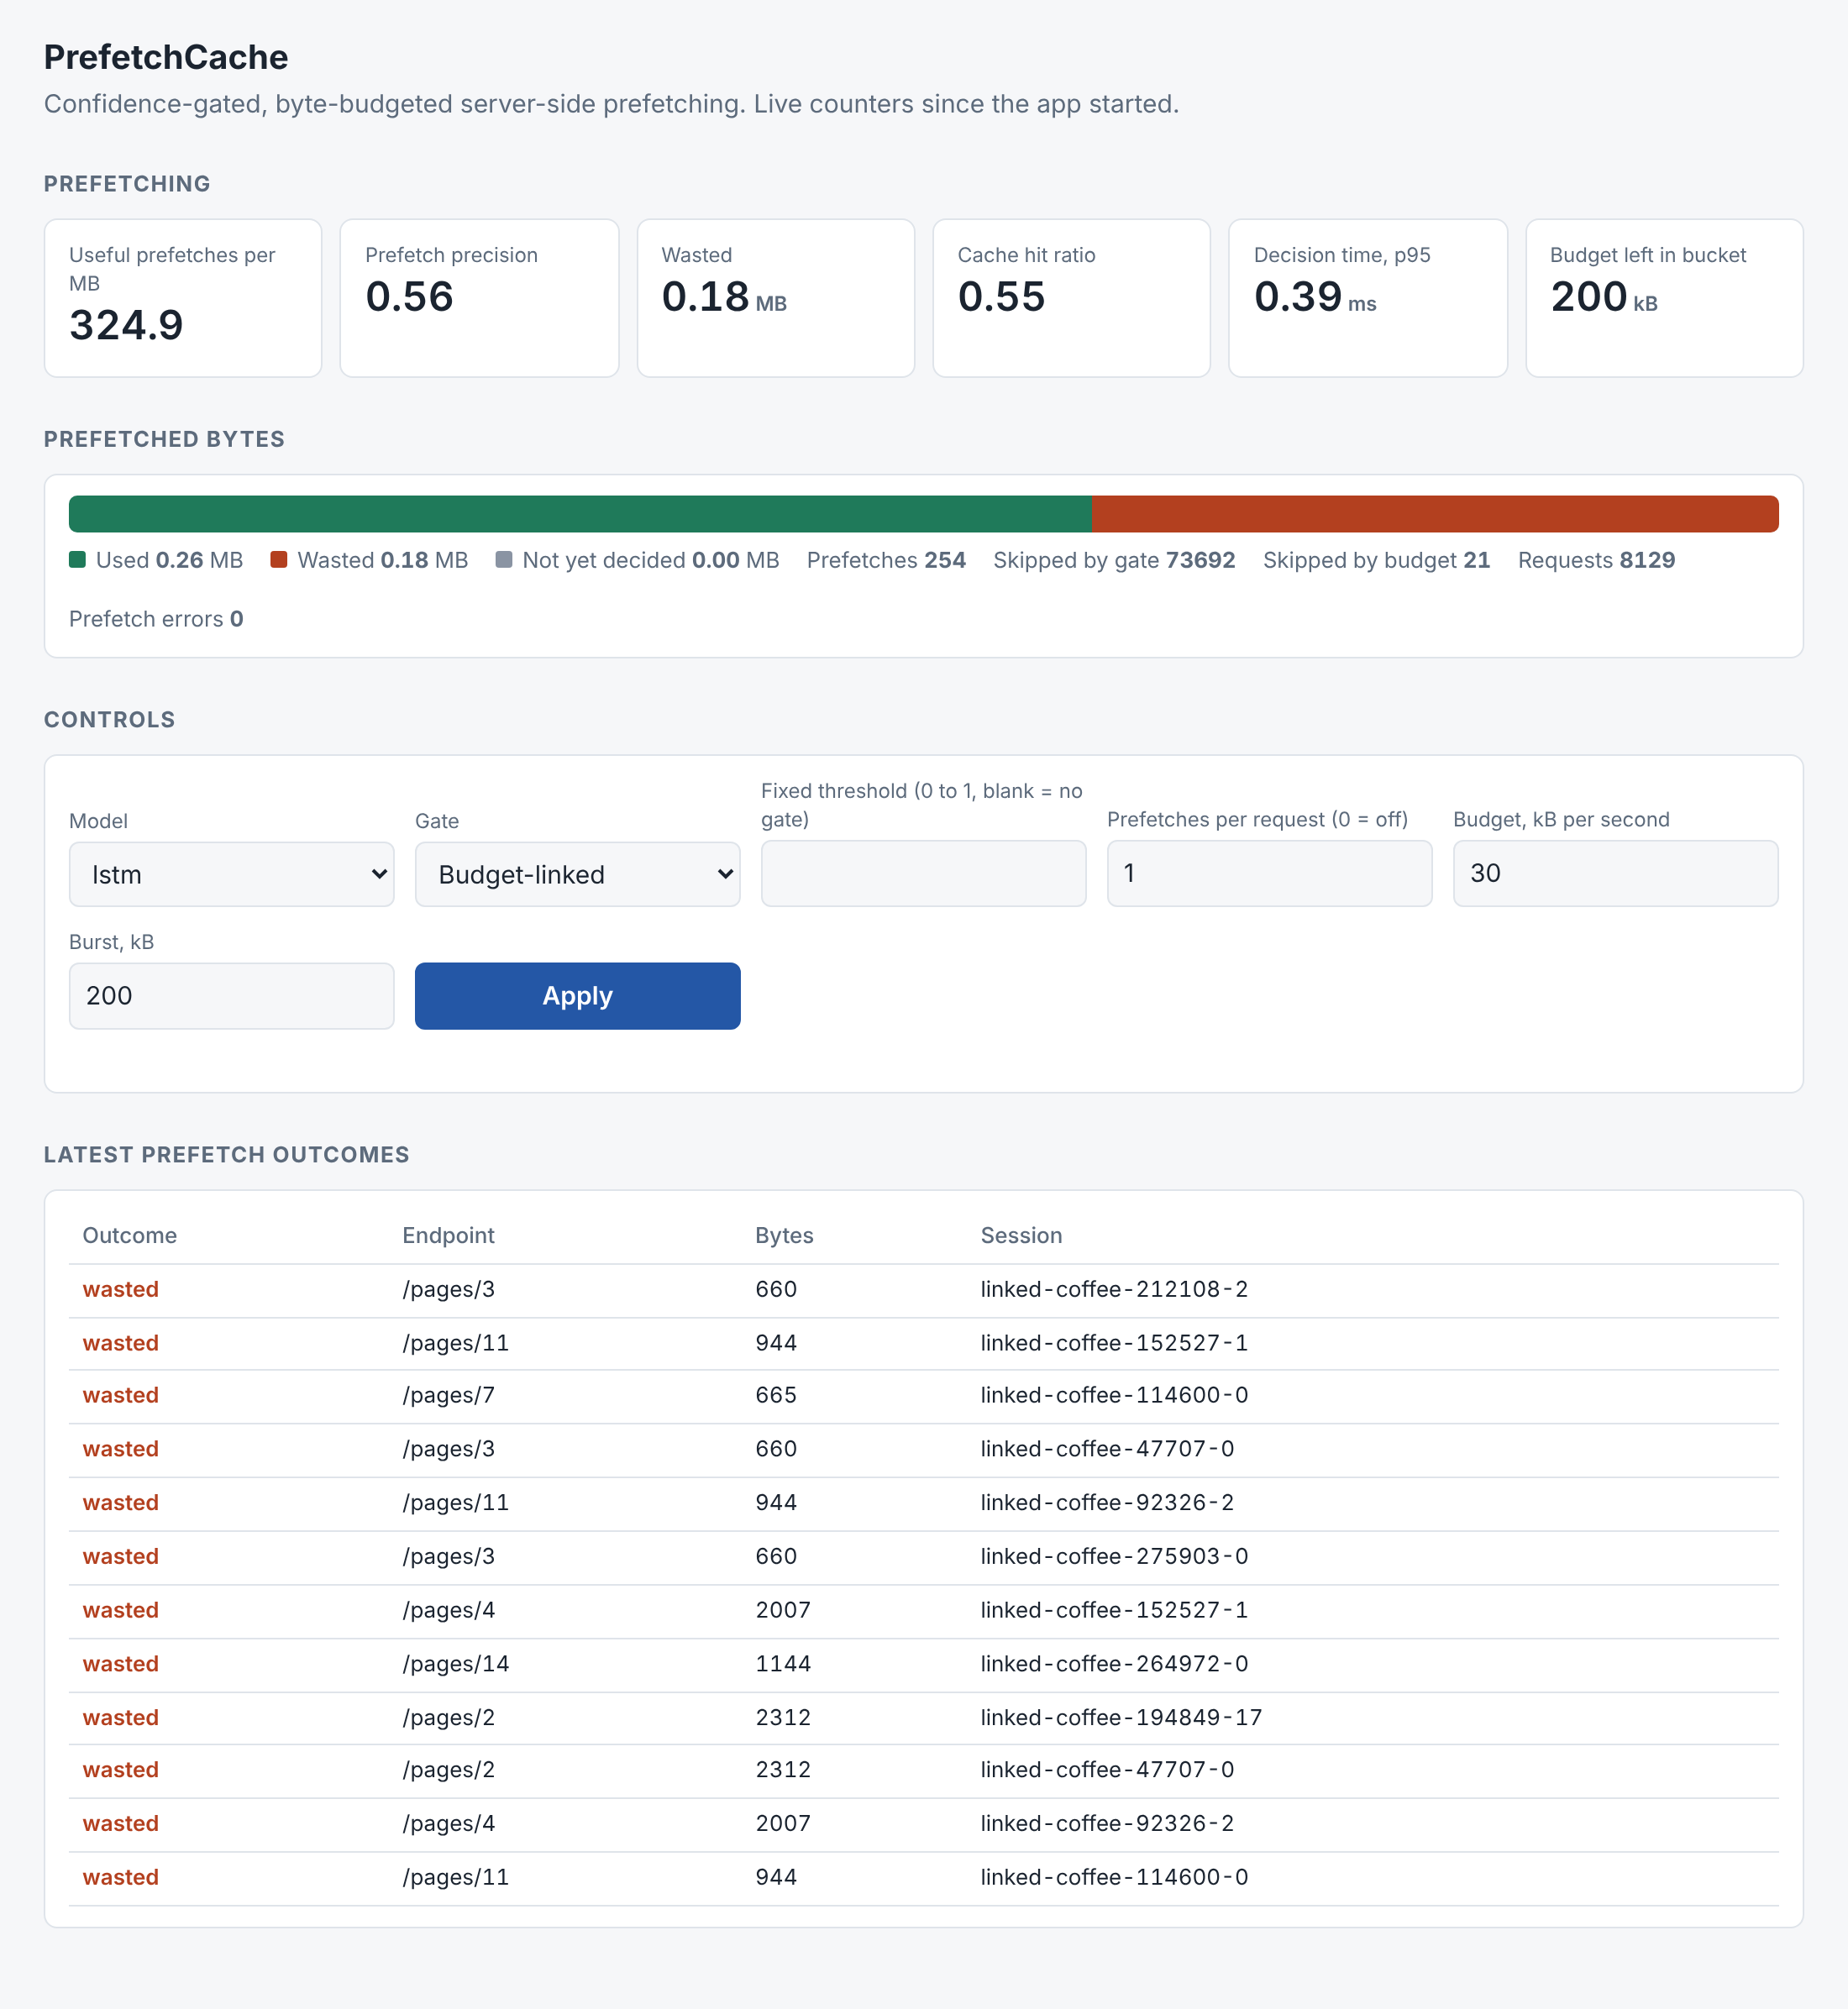 PrefetchCache
Confidence-gated, byte-budgeted server-side prefetching. Live counters since the app started.
PREFETCHING
Useful prefetches per
MB
324.9
Prefetch precision
0.56
Wasted
0.18 MB
Cache hit ratio
0.55
Decision time, p95
0.39 ms
Budget left in bucket
200 kB
PREFETCHED BYTES
Used 0.26 MB Wasted 0.18 MB Not yet decided 0.00 MB Prefetches 254 Skipped by gate 73692 Skipped by budget 21 Requests 8129
Prefetch errors 0
CONTROLS
Model
lstm
Gate
Budget-linked
Fixed threshold (0 to 1, blank = no
gate)
Prefetches per request (0 = off)
1
Budget, kB per second
30
Burst, kB
200
Apply
LATEST PREFETCH OUTCOMES
Outcome Endpoint Bytes Session
wasted /pages/3 660 linked-coffee-212108-2
wasted /pages/11 944 linked-coffee-152527-1
wasted /pages/7 665 linked-coffee-114600-0
wasted /pages/3 660 linked-coffee-47707-0
wasted /pages/11 944 linked-coffee-92326-2
wasted /pages/3 660 linked-coffee-275903-0
wasted /pages/4 2007 linked-coffee-152527-1
wasted /pages/14 1144 linked-coffee-264972-0
wasted /pages/2 2312 linked-coffee-194849-17
wasted /pages/2 2312 linked-coffee-47707-0
wasted /pages/4 2007 linked-coffee-92326-2
wasted /pages/11 944 linked-coffee-114600-0